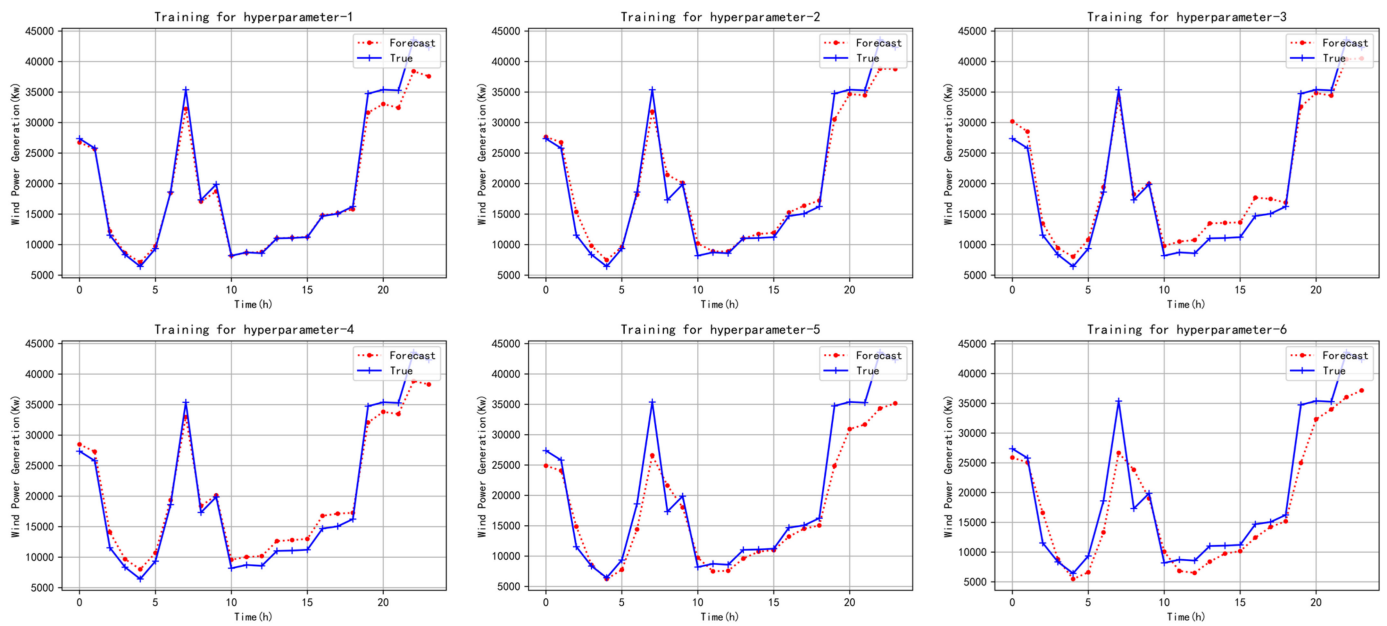 Training for hyperparameter-1
Wind Power Generation(Kw)
45000
40000
35000
30000
25000
20000
15000
10000
5000
Forecast
True
0 5 10 15 20
Time(h)
Training for hyperparameter-2
Wind Power Generation(Kw)
45000
40000
35000
30000
25000
20000
15000
10000
5000
Forecast
True
0 5 10 15 20
Time(h)
Training for hyperparameter-3
Wind Power Generation(Kw)
45000
40000
35000
30000
25000
20000
15000
10000
5000
Forecast
True
0 5 10 15 20
Time(h)
Training for hyperparameter-4
Wind Power Generation(Kw)
45000
40000
35000
30000
25000
20000
15000
10000
5000
Forecast
True
0 5 10 15 20
Time(h)
Training for hyperparameter-5
Wind Power Generation(Kw)
45000
40000
35000
30000
25000
20000
15000
10000
5000
Forecast
True
0 5 10 15 20
Time(h)
Training for hyperparameter-6
Wind Power Generation(Kw)
45000
40000
35000
30000
25000
20000
15000
10000
5000
Forecast
True
0 5 10 15 20
Time(h)